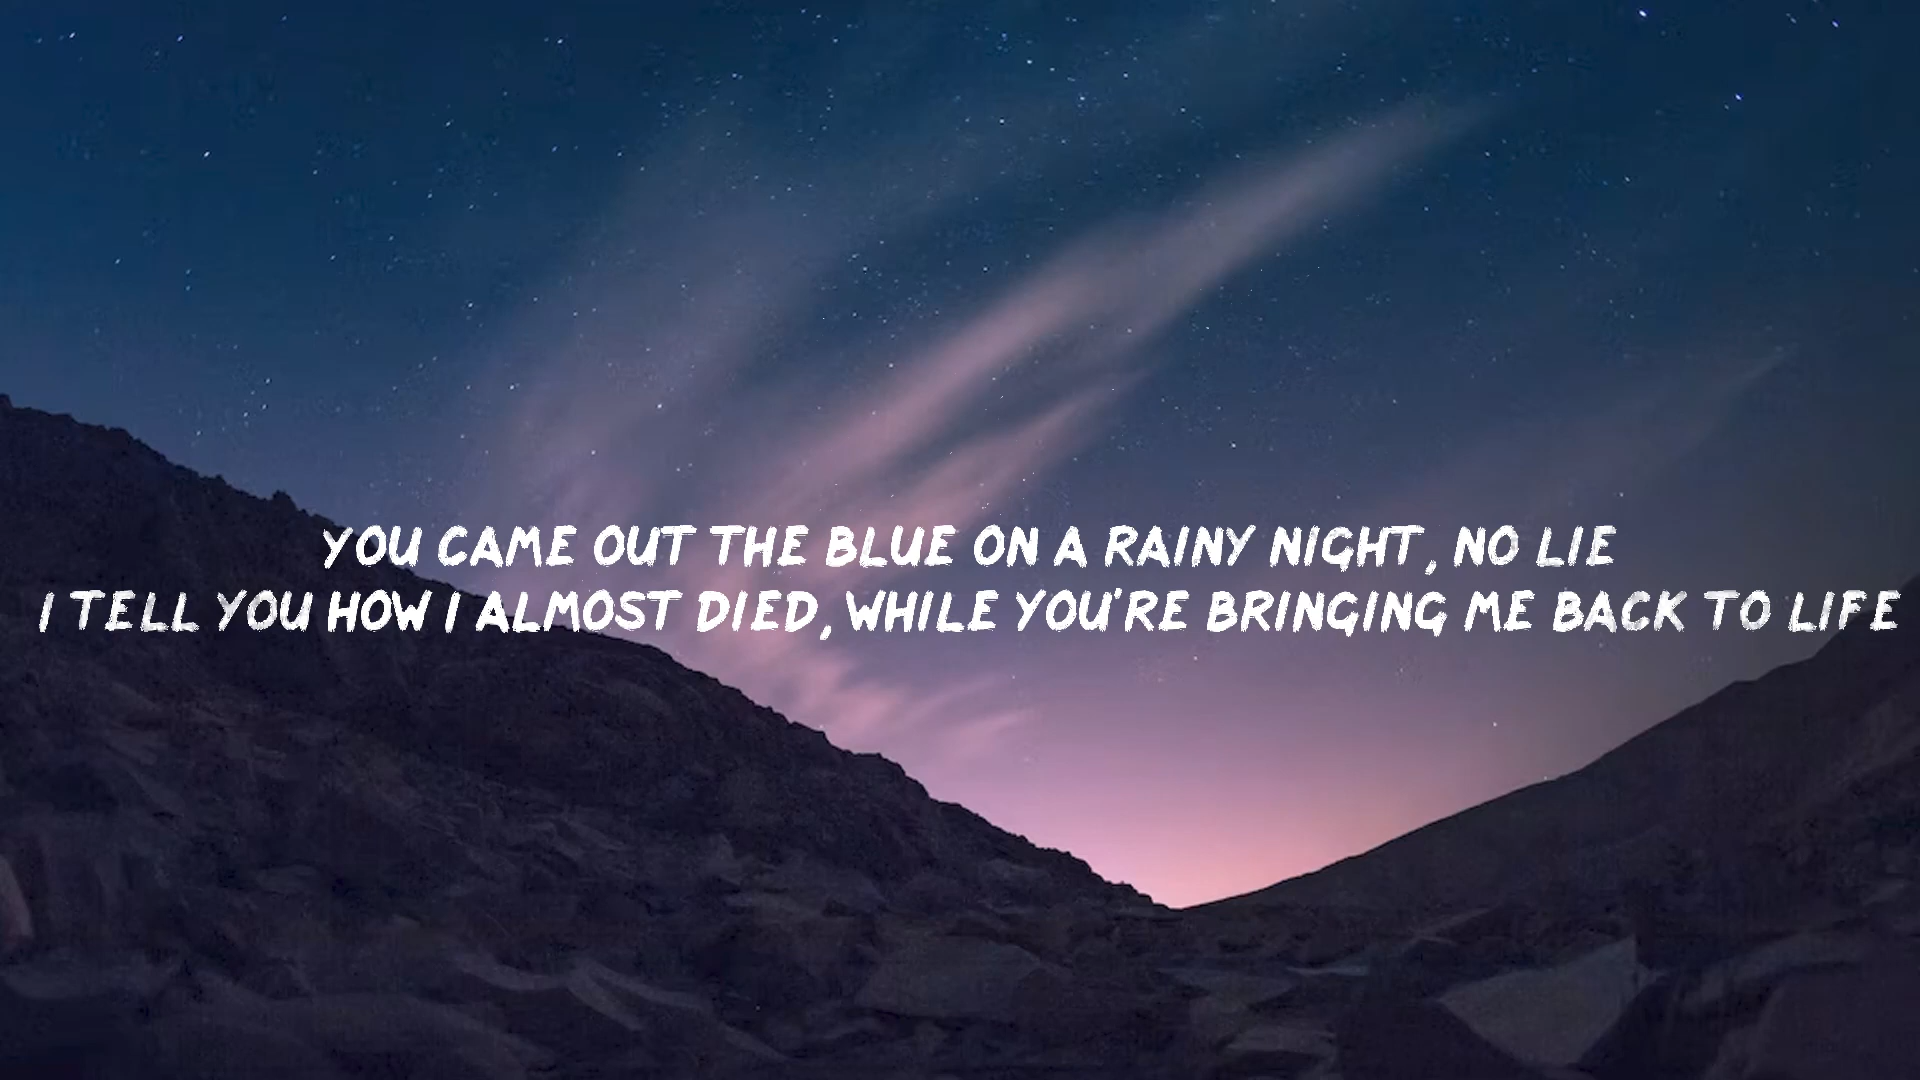 YOU CAME OUT THE BLUE ON A RAINY NIGHT, NO LIE
I TELL YOU HOW I ALMOST DIED, WHILE YOU'RE BRINGING ME BACK TO LIFE